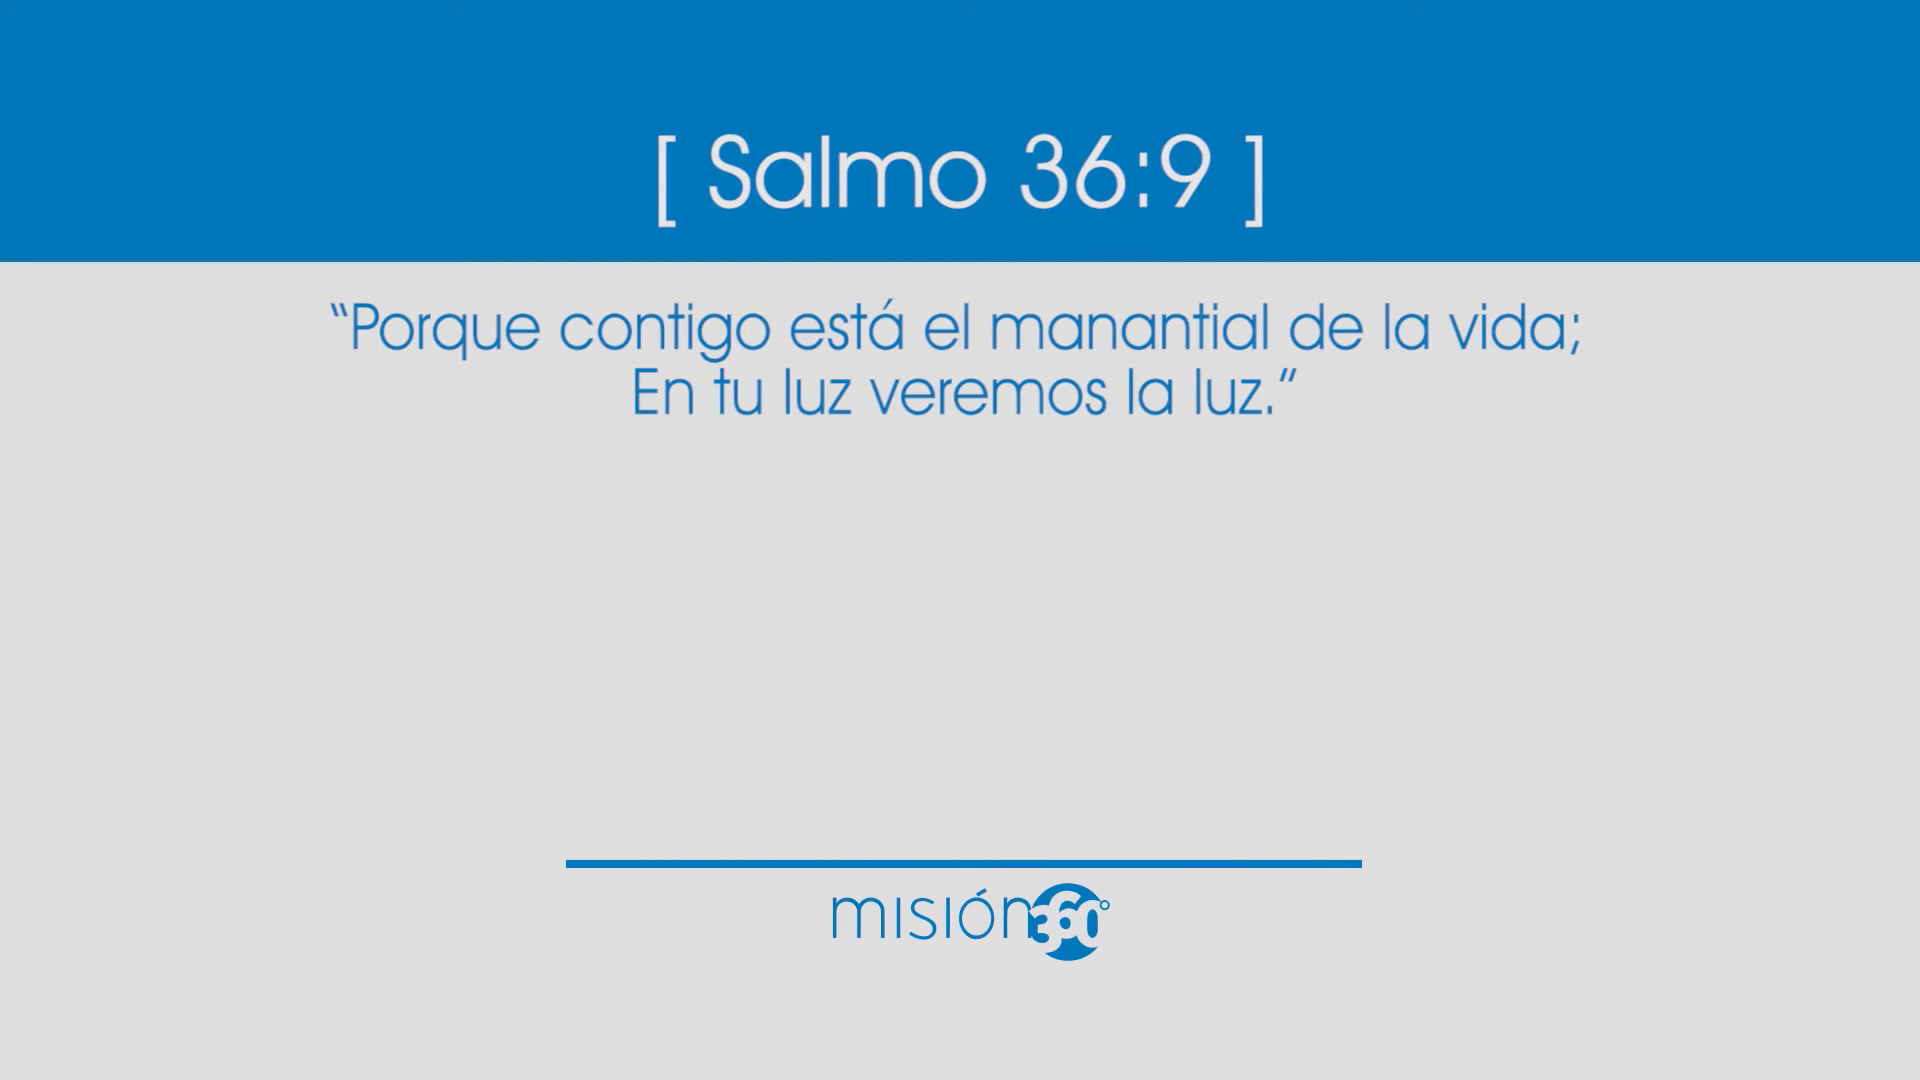 [ Salmo 36:9 ]
“Porque contigo está el manantial de la vida;
En tu luz veremos la luz.”
misión360°